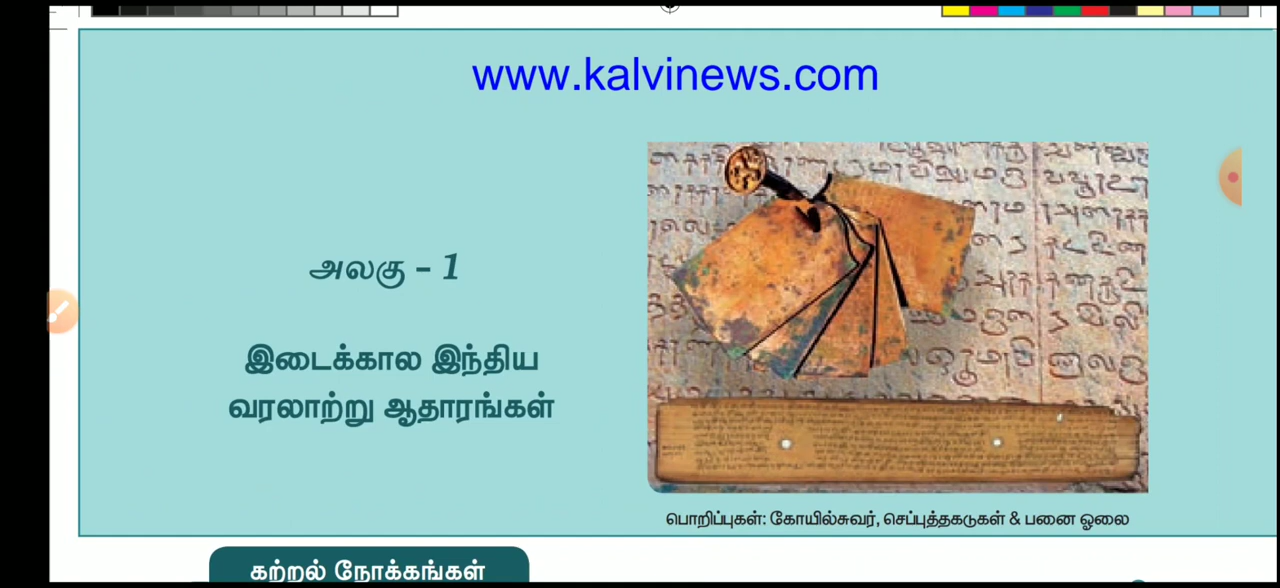 www.kalvinews.com
அலகு - 1
இடைக்கால இந்திய
வரலாற்று ஆதாரங்கள்
பொறிப்புகள்: கோயில்சுவர், செப்புத்தகடுகள் & பனை ஓலை
கற்றல் நோக்கங்கள்